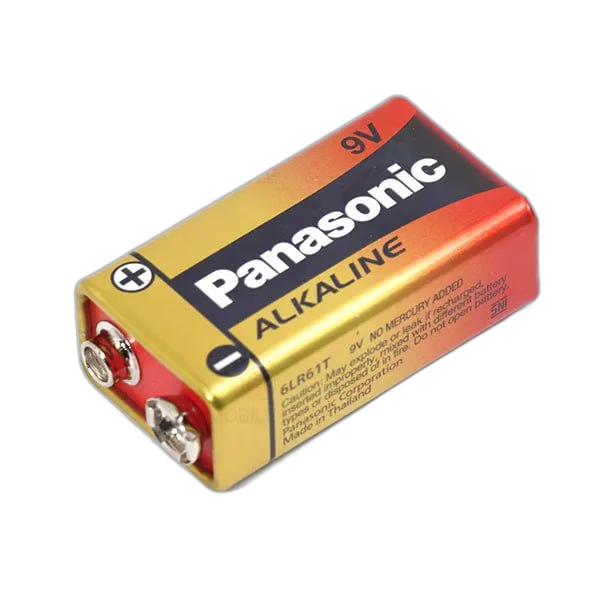 9V
Panasonic
ALKALINE
+
-
6LR61T 9V NO MERCURY ADDED
Caution: May explode or leak if recharged,
inserted improperly, mixed with different battery
types or disposed of in fire. Do not open battery.
Panasonic Corporation
Made in Thailand
SNI